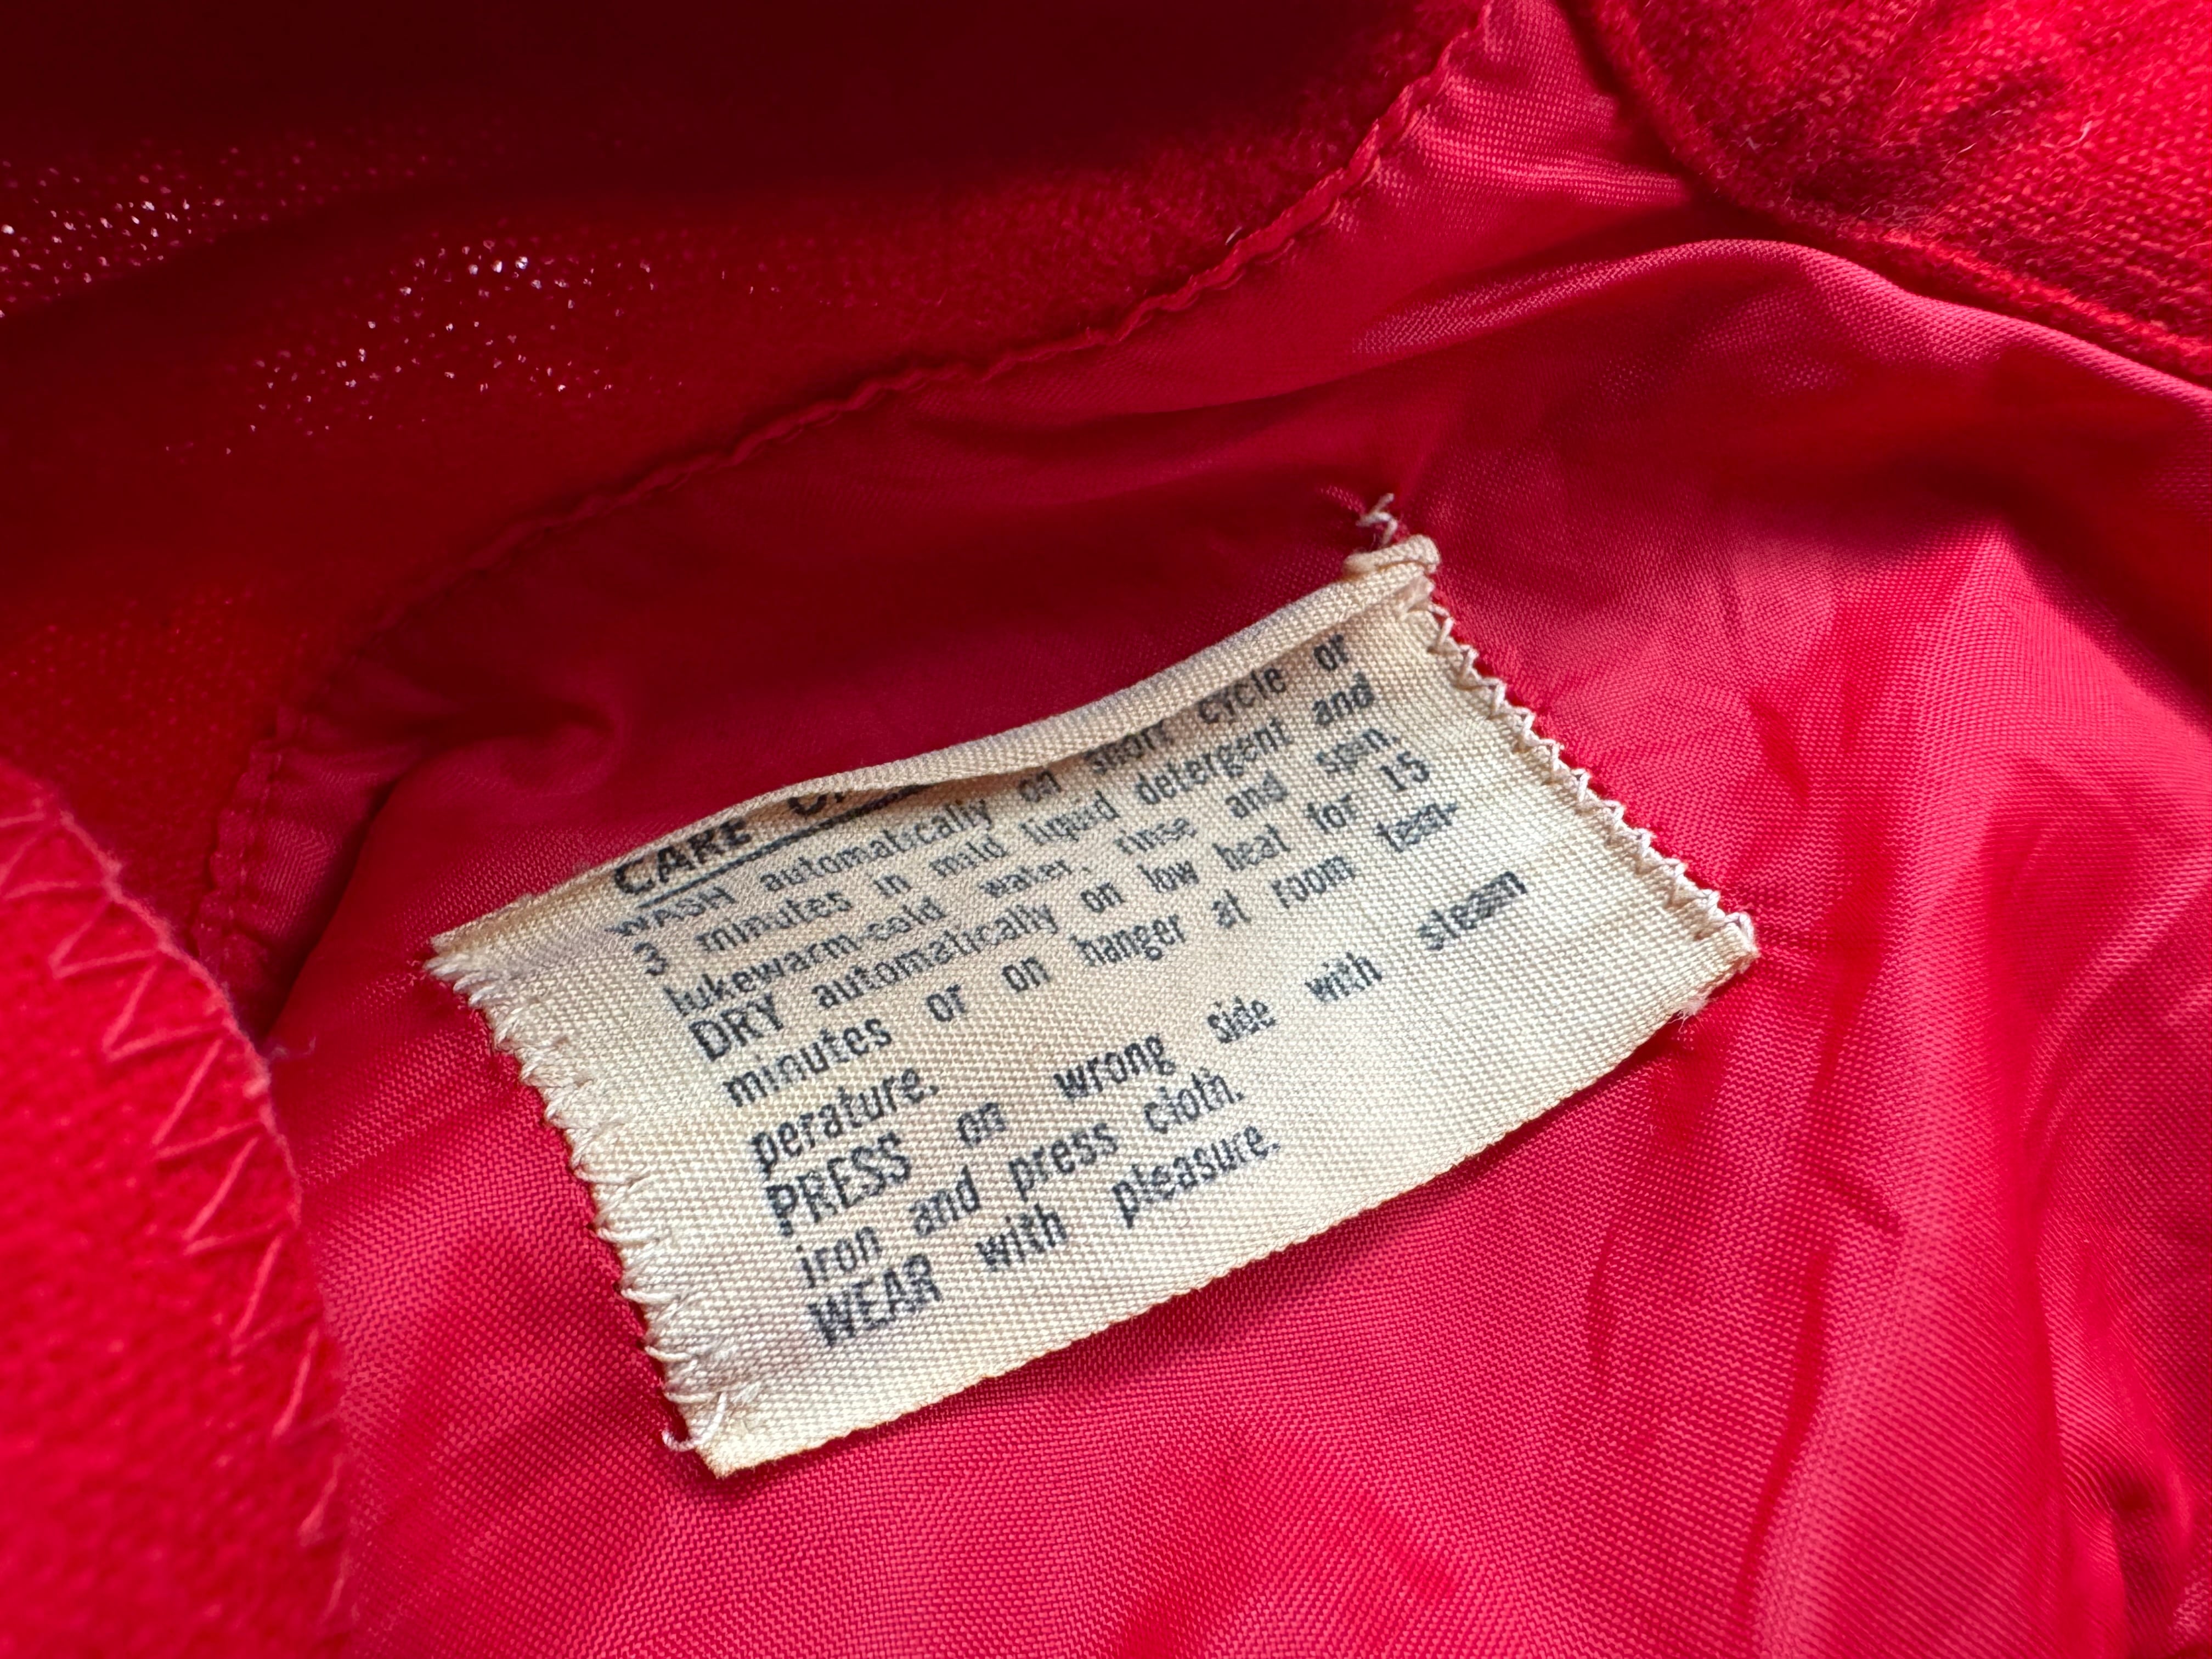 CARE
WASH automatically on short cycle or
3 minutes in mild liquid detergent and
lukewarm-cold water, rinse and spin.
DRY automatically on low heat for 15
minutes or on hanger at room tem-
perature.
PRESS on wrong side with steam
iron and press cloth.
WEAR with pleasure.